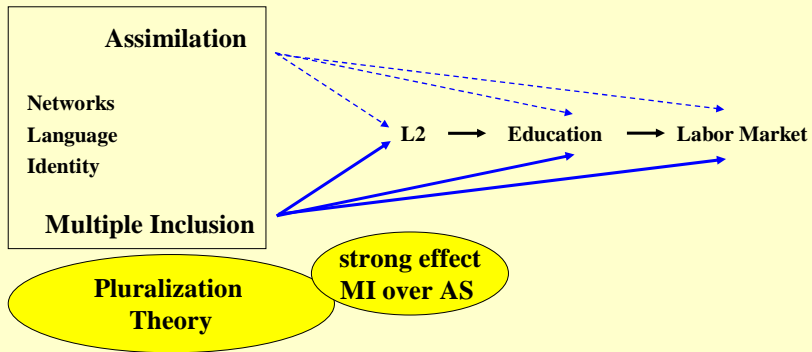 Assimilation
Networks
Language
Identity
L2
Education
Labor Market
Multiple Inclusion
strong effect
MI over AS
Pluralization
Theory